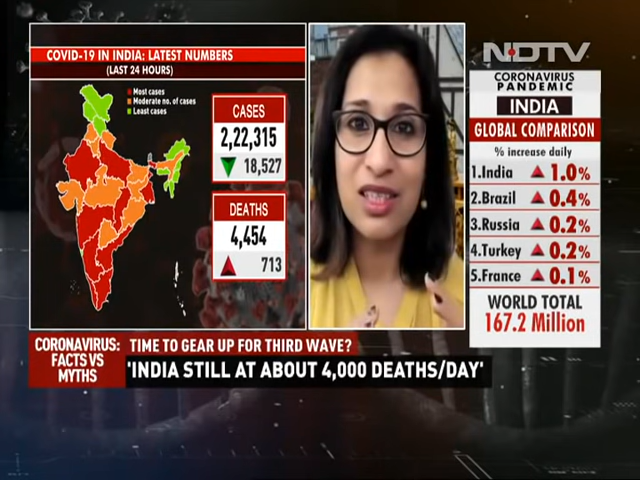 COVID-19 IN INDIA: LATEST NUMBERS
(LAST 24 HOURS)
Most cases
Moderate no. of cases
Least cases
CASES
2,22,315
18,527
DEATHS
4,454
713
NDTV
CORONAVIRUS
PANDEMIC
INDIA
GLOBAL COMPARISON
% increase daily
1.India 1.0%
2.Brazil 0.4%
3.Russia 0.2%
4.Turkey 0.2%
5.France 0.1%
WORLD TOTAL
167.2 Million
CORONAVIRUS:
FACTS VS
MYTHS
TIME TO GEAR UP FOR THIRD WAVE?
'INDIA STILL AT ABOUT 4,000 DEATHS/DAY'